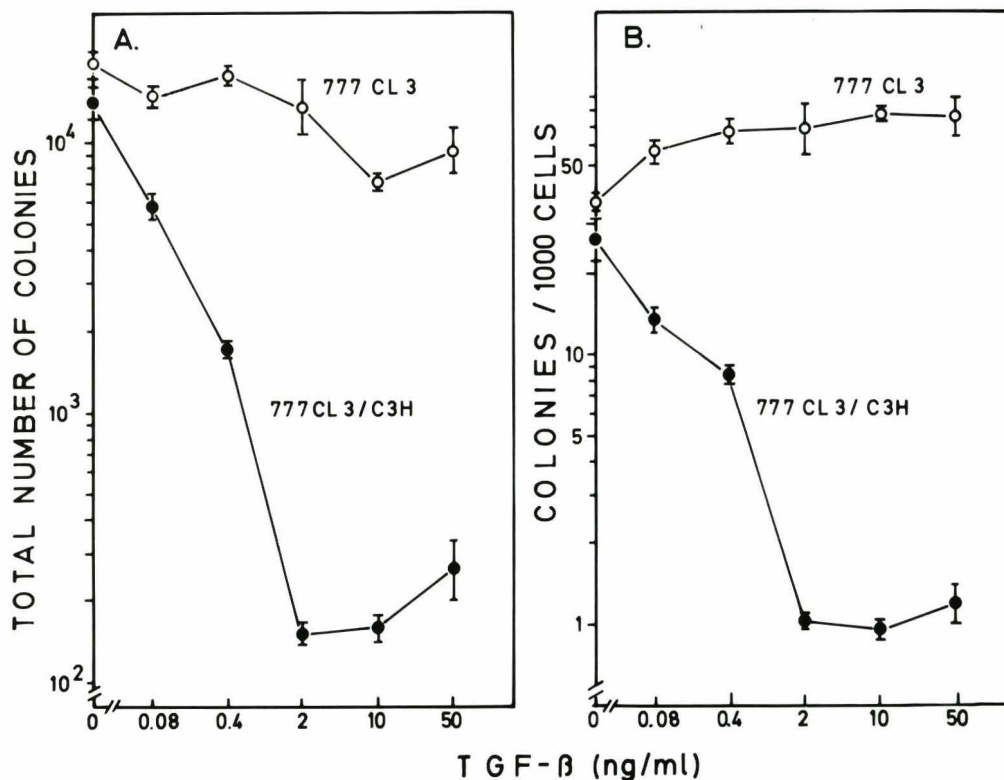 A.
TOTAL NUMBER OF COLONIES
10⁴
10³
10²
777 CL 3
777 CL 3 / C3H
0 0.08 0.4 2 10 50
B.
COLONIES / 1000 CELLS
50
10
5
1
777 CL 3
777 CL 3 / C3H
0 0.08 0.4 2 10 50
TGF-β (ng/ml)